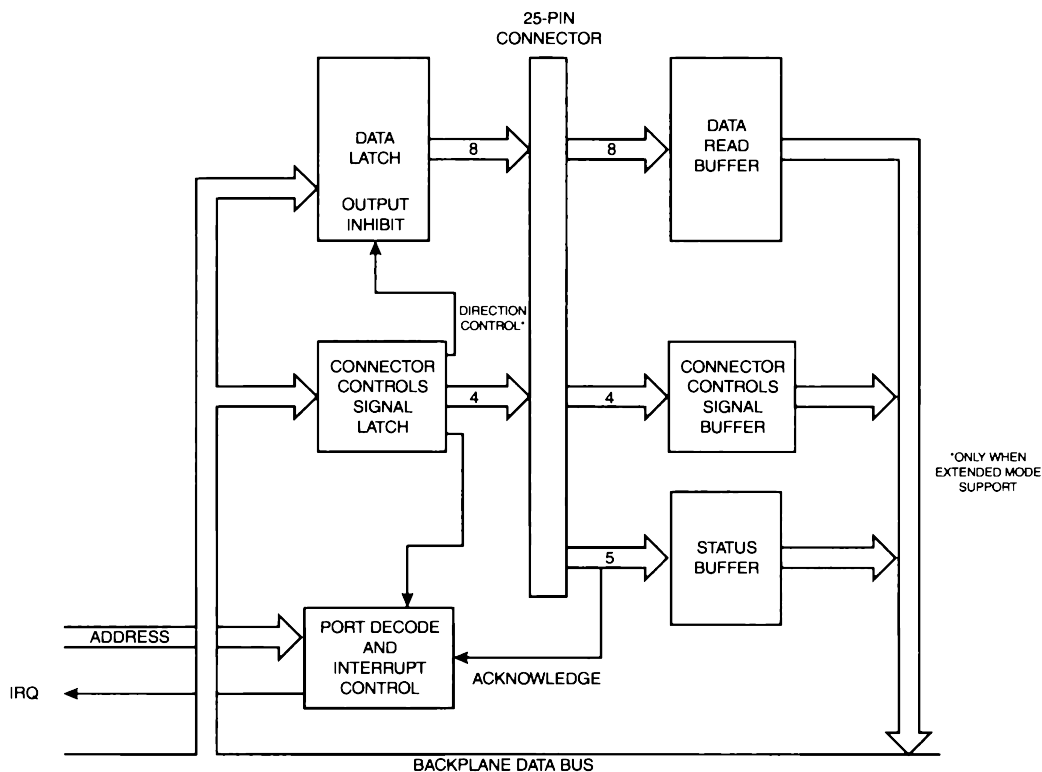 25-PIN
CONNECTOR
DATA
LATCH
OUTPUT
INHIBIT
8
8
DATA
READ
BUFFER
DIRECTION
CONTROL*
CONNECTOR
CONTROLS
SIGNAL
LATCH
4
4
CONNECTOR
CONTROLS
SIGNAL
BUFFER
*ONLY WHEN
EXTENDED MODE
SUPPORT
5
STATUS
BUFFER
ADDRESS
PORT DECODE
AND
INTERRUPT
CONTROL
ACKNOWLEDGE
IRQ
BACKPLANE DATA BUS